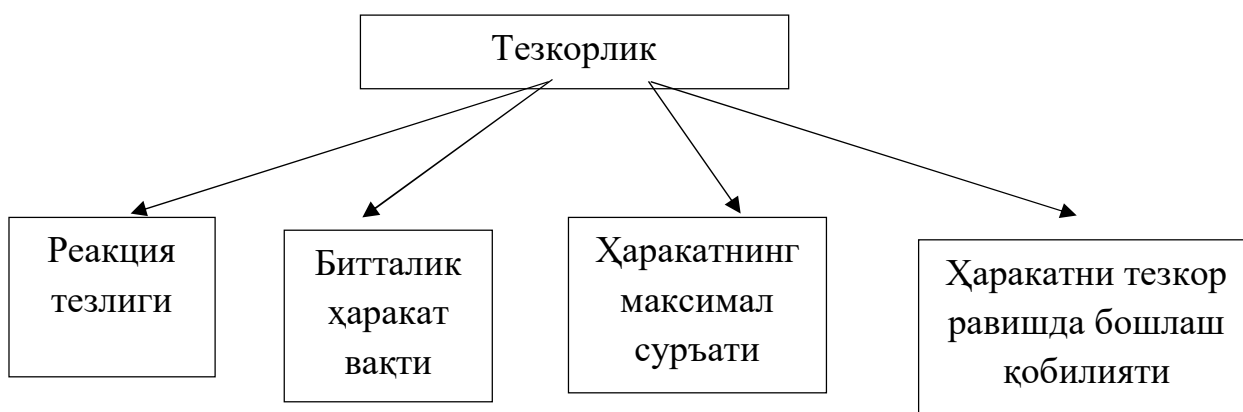 Тезкорлик
Реакция
тезлиги
Битталик
ҳаракат
вақти
Ҳаракатнинг
максимал
суръати
Ҳаракатни тезкор
равишда бошлаш
қобилияти